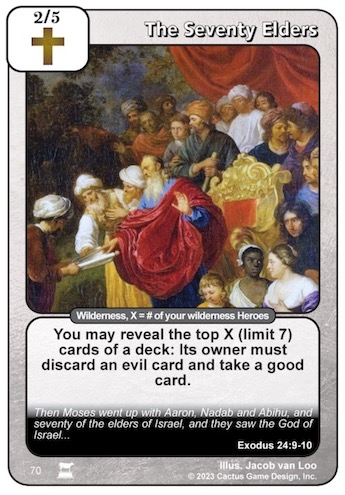 2/5
The Seventy Elders
Wilderness, X = # of your wilderness Heroes
You may reveal the top X (limit 7)
cards of a deck: Its owner must
discard an evil card and take a good
card.
Then Moses went up with Aaron, Nadab and Abihu, and
seventy of the elders of Israel, and they saw the God of
Israel...
Exodus 24:9-10
70
Illus. Jacob van Loo
© 2023 Cactus Game Design, Inc.